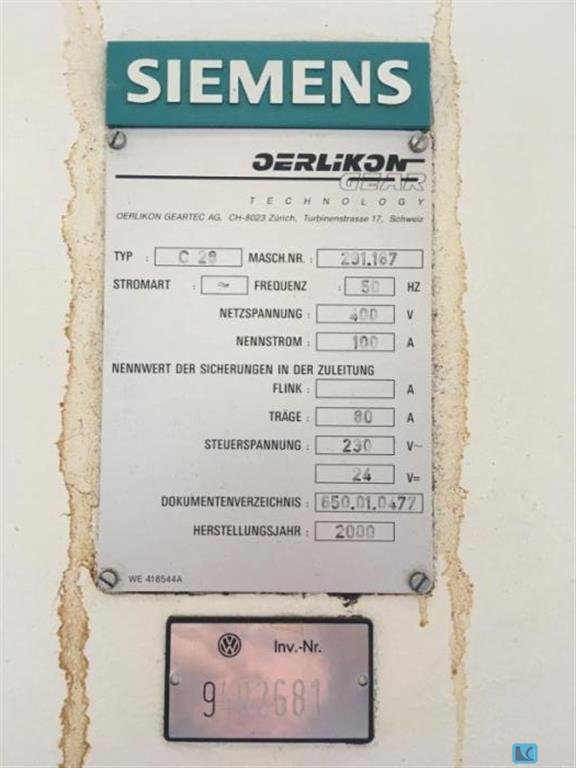 SIEMENS
OERLIKON
GEAR
TECHNOLOGY
OERLIKON GEARTEC AG, CH-8023 Zürich, Turbinenstrasse 17, Schweiz
TYP : C 28 MASCH.NR. : 291.167
STROMART : ~ FREQUENZ : 50 HZ
NETZSPANNUNG : 400 V
NENNSTROM : 100 A
NENNWERT DER SICHERUNGEN IN DER ZULEITUNG
FLINK : A
TRÄGE : 80 A
STEUERSPANNUNG : 230 V~
24 V=
DOKUMENTENVERZEICHNIS : 650.01.0477
HERSTELLUNGSJAHR : 2000
WE 418544A
Inv.-Nr.